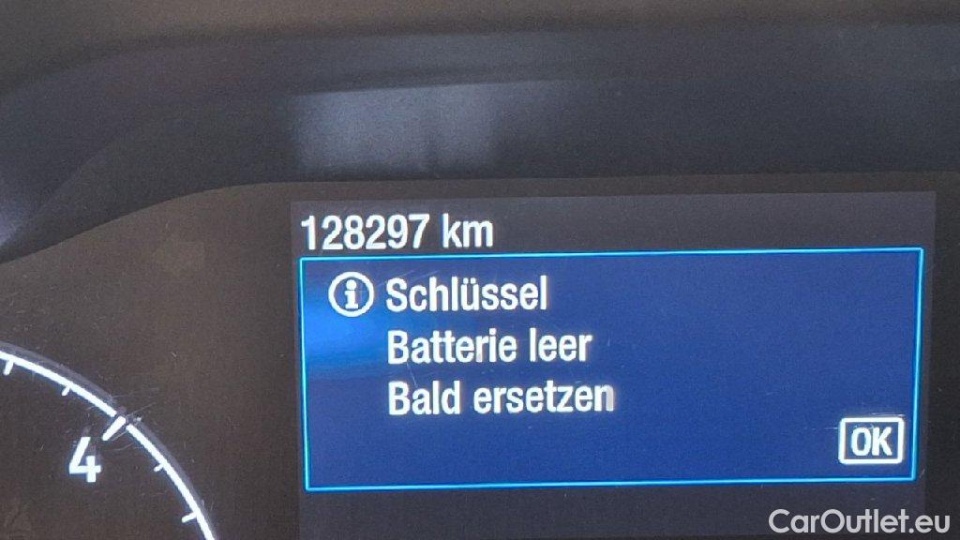 128297 km
Schlüssel
Batterie leer
Bald ersetzen
OK
4
CarOutlet.eu